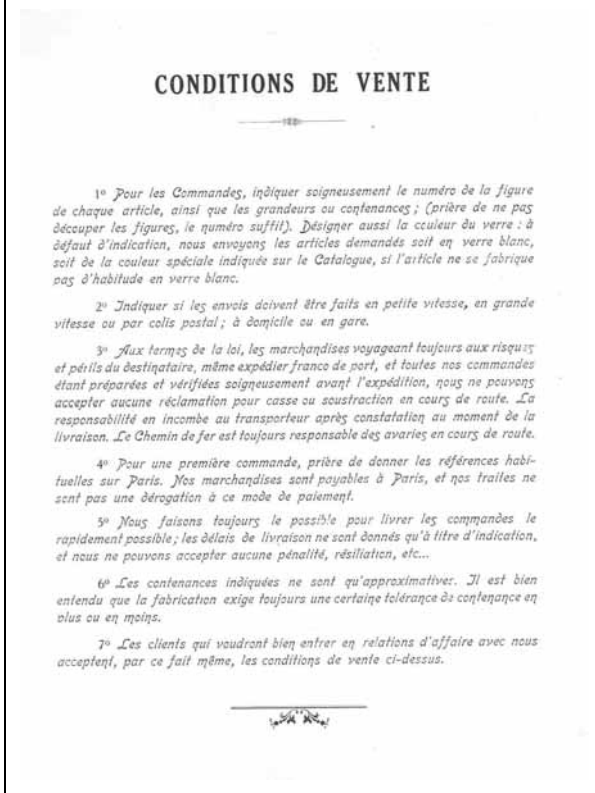 CONDITIONS DE VENTE
1º Pour les Commandes, indiquer soigneusement le numéro de la figure
de chaque article, ainsi que les grandeurs ou contenances ; (prière de ne pas
découper les figures, le numéro suffit). Désigner aussi la couleur du verre : à
défaut d'indication, nous envoyons les articles demandés soit en verre blanc,
soit de la couleur spéciale indiquée sur le Catalogue, si l'article ne se fabrique
pas d'habitude en verre blanc.
2º Indiquer si les envois doivent être faits en petite vitesse, en grande
vitesse ou par colis postal ; à domicile ou en gare.
3º Aux termes de la loi, les marchandises voyageant toujours aux risques
et périls du destinataire, même expédier franco de port, et toutes nos commandes
étant préparées et vérifiées soigneusement avant l'expédition, nous ne pouvons
accepter aucune réclamation pour casse ou soustraction en cours de route. La
responsabilité en incombe au transporteur après constatation au moment de la
livraison. Le Chemin de fer est toujours responsable des avaries en cours de route.
4º Pour une première commande, prière de donner les références habi-
tuelles sur Paris. Nos marchandises sont payables à Paris, et nos traites ne
sont pas une dérogation à ce mode de paiement.
5º Nous faisons toujours le possible pour livrer les commandes le
rapidement possible ; les délais de livraison ne sont donnés qu'à titre d'indication,
et nous ne pouvons accepter aucune pénalité, résiliation, etc...
6º Les contenances indiquées ne sont qu'approximatives. Il est bien
entendu que la fabrication exige toujours une certaine tolérance de contenance en
plus ou en moins.
7º Les clients qui voudront bien entrer en relations d'affaire avec nous
acceptent, par ce fait même, les conditions de vente ci-dessus.